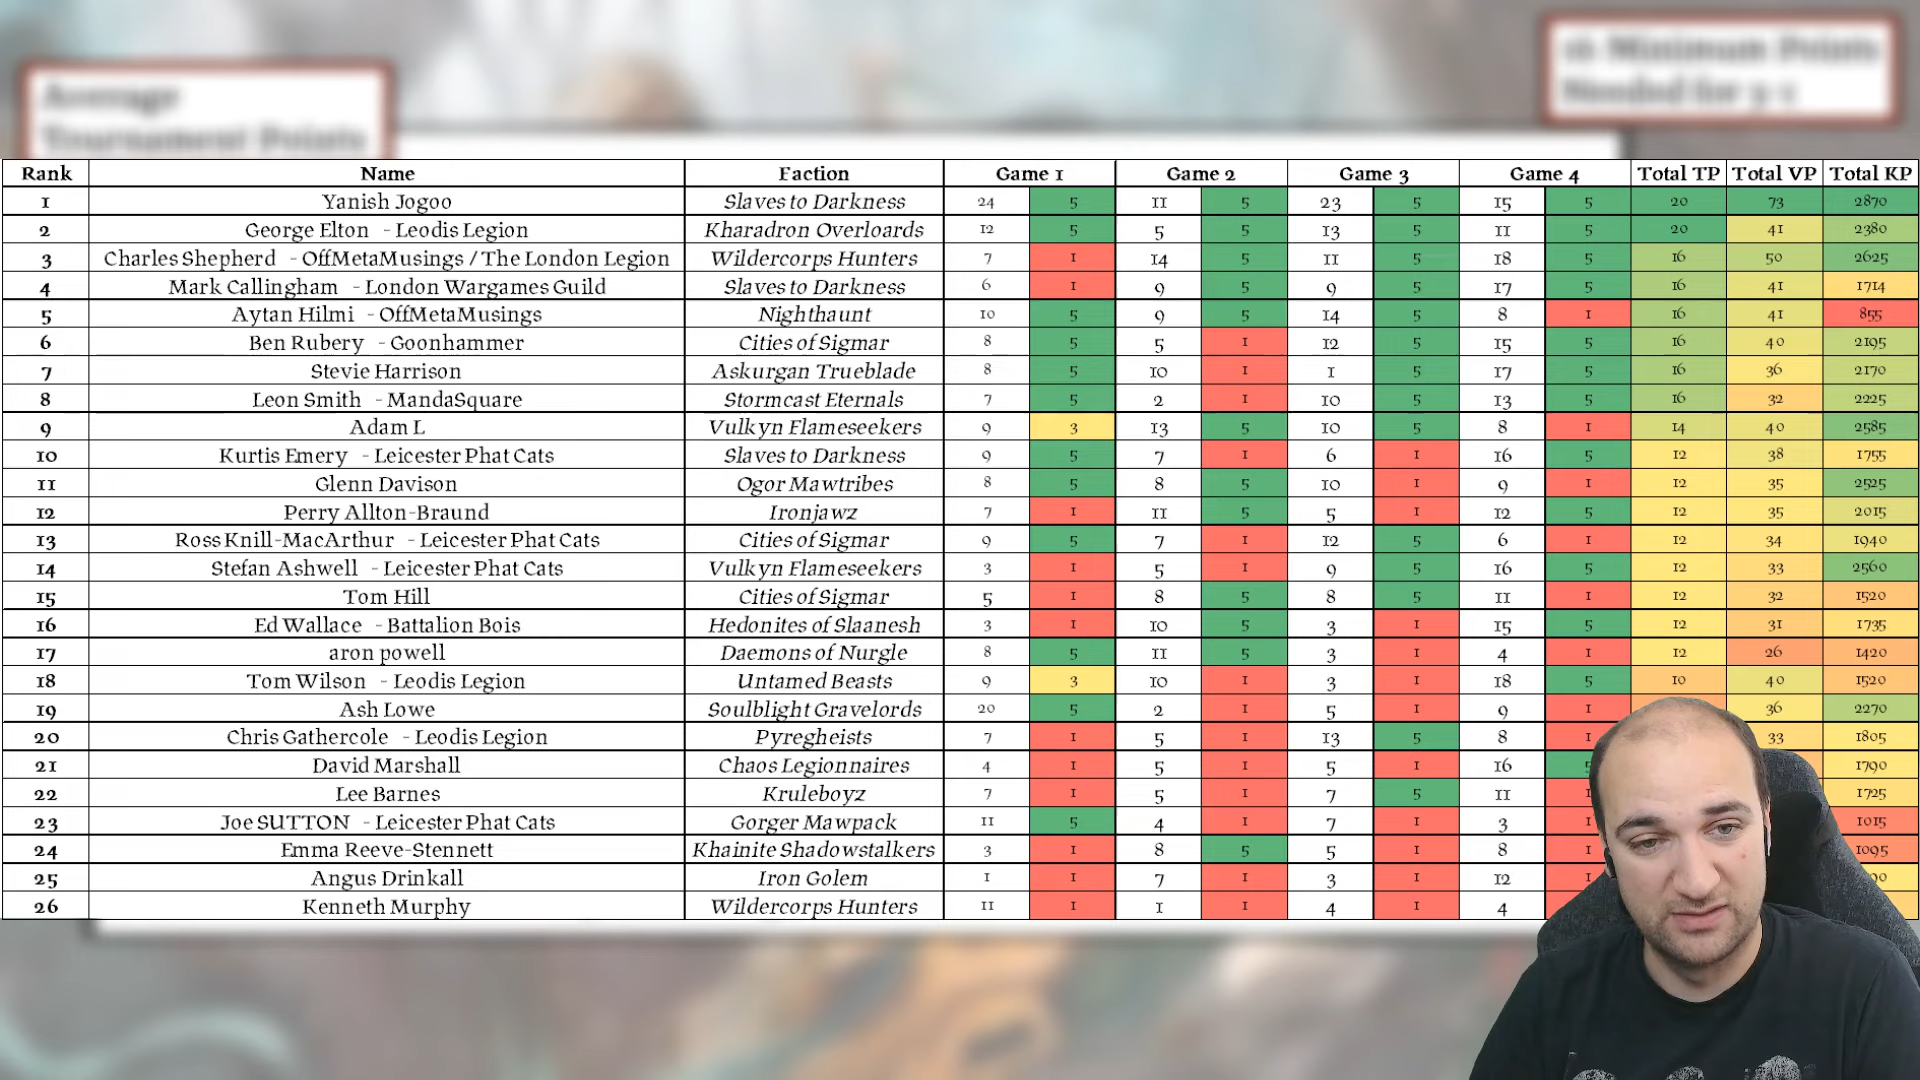 Average
Tournament Points
16 Minimum Points
Needed for 3-1
Rank Name Faction Game 1 Game 2 Game 3 Game 4 Total TP Total VP Total KP
1 Yanish Jogoo Slaves to Darkness 24 5 11 5 23 5 15 5 20 73 2870
2 George Elton - Leodis Legion Kharadron Overloards 12 5 5 5 13 5 11 5 20 41 2380
3 Charles Shepherd - OffMetaMusings / The London Legion Wildercorps Hunters 7 1 14 5 11 5 18 5 16 50 2625
4 Mark Callingham - London Wargames Guild Slaves to Darkness 6 1 9 5 9 5 17 5 16 41 1714
5 Aytan Hilmi - OffMetaMusings Nighthaunt 10 5 9 5 14 5 8 1 16 41 855
6 Ben Rubery - Goonhammer Cities of Sigmar 8 5 5 1 12 5 15 5 16 40 2195
7 Stevie Harrison Askurgan Trueblade 8 5 10 1 1 5 17 5 16 36 2170
8 Leon Smith - MandaSquare Stormcast Eternals 7 5 2 1 10 5 13 5 16 32 2225
9 Adam L Vulkyn Flameseekers 9 3 13 5 10 5 8 1 14 40 2585
10 Kurtis Emery - Leicester Phat Cats Slaves to Darkness 9 5 7 1 6 1 16 5 12 38 1755
11 Glenn Davison Ogor Mawtribes 8 5 8 5 10 1 9 1 12 35 2525
12 Perry Allton-Braund Ironjawz 7 1 11 5 5 1 12 5 12 35 2015
13 Ross Knill-MacArthur - Leicester Phat Cats Cities of Sigmar 9 5 7 1 12 5 6 1 12 34 1940
14 Stefan Ashwell - Leicester Phat Cats Vulkyn Flameseekers 3 1 5 1 9 5 16 5 12 33 2560
15 Tom Hill Cities of Sigmar 5 1 8 5 8 5 11 1 12 32 1520
16 Ed Wallace - Battalion Bois Hedonites of Slaanesh 3 1 10 5 3 1 15 5 12 31 1735
17 aron powell Daemons of Nurgle 8 5 11 5 3 1 4 1 12 26 1420
18 Tom Wilson - Leodis Legion Untamed Beasts 9 3 10 1 3 1 18 5 10 40 1520
19 Ash Lowe Soulblight Gravelords 20 5 2 1 5 1 9 1 36 2270
20 Chris Gathercole - Leodis Legion Pyregheists 7 1 5 1 13 5 8 1 33 1805
21 David Marshall Chaos Legionnaires 4 1 5 1 5 1 16 5 1790
22 Lee Barnes Kruleboyz 7 1 5 1 7 5 11 1 1725
23 Joe SUTTON - Leicester Phat Cats Gorger Mawpack 11 5 4 1 7 1 3 1 1015
24 Emma Reeve-Stennett Khainite Shadowstalkers 3 1 8 5 5 1 8 1 1095
25 Angus Drinkall Iron Golem 1 1 7 1 3 1 12 1
26 Kenneth Murphy Wildercorps Hunters 11 1 1 1 4 1 4